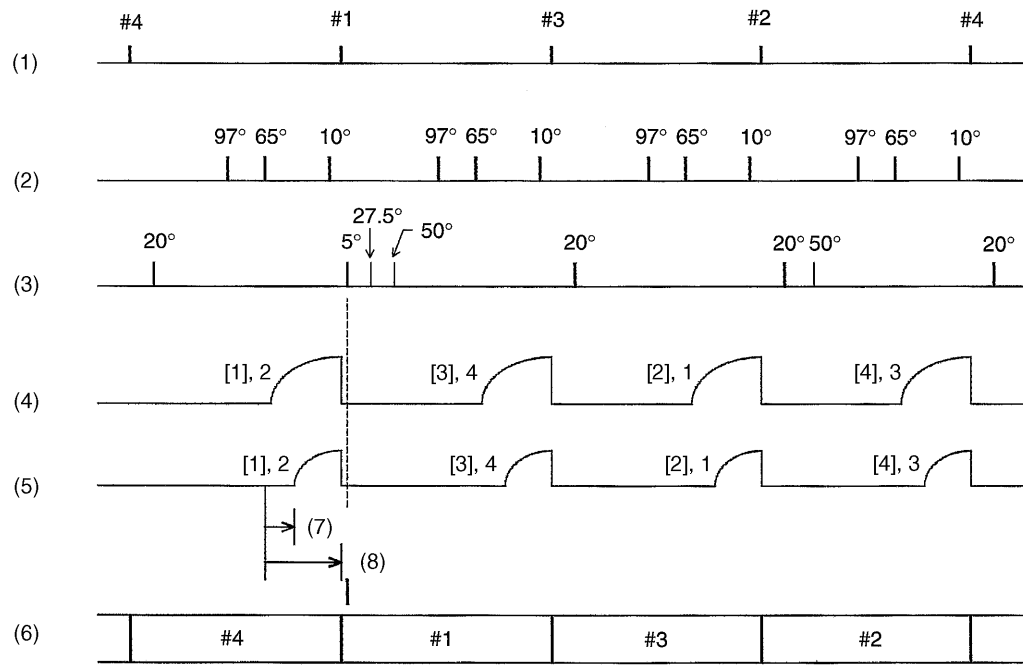 #4 #1 #3 #2 #4
(1)
97° 65° 10° 97° 65° 10° 97° 65° 10° 97° 65° 10°
(2)
27.5°
50°
20° 5° 20° 20° 50° 20°
(3)
[1], 2 [3], 4 [2], 1 [4], 3
(4)
[1], 2 [3], 4 [2], 1 [4], 3
(5)
(7)
(8)
(6) #4 #1 #3 #2